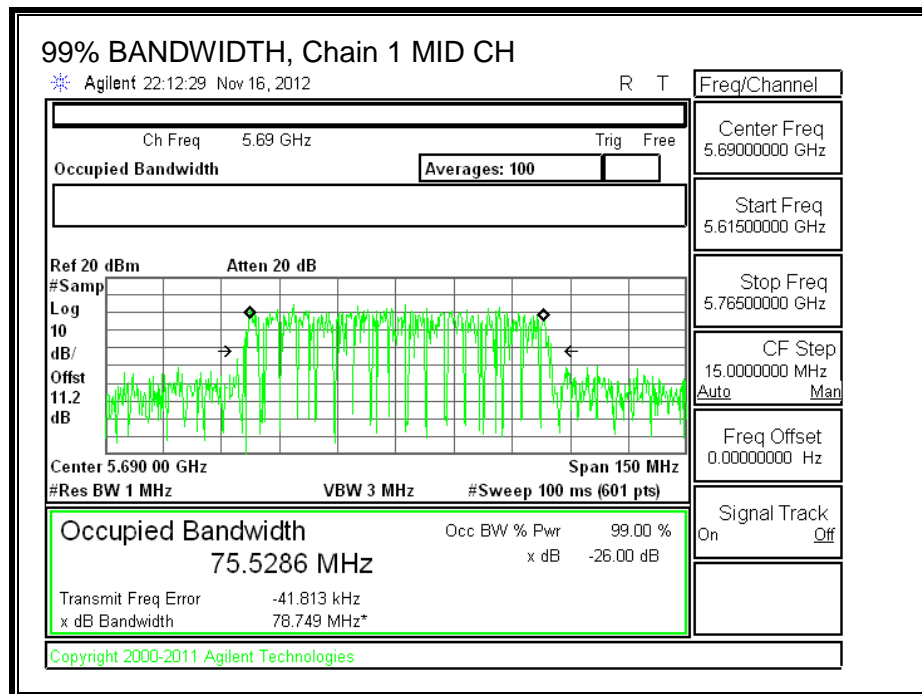 99% BANDWIDTH, Chain 1 MID CH
Agilent 22:12:29 Nov 16, 2012 R T
Freq/Channel
Ch Freq 5.69 GHz Trig Free
Occupied Bandwidth Averages: 100
Center Freq
5.69000000 GHz
Start Freq
5.61500000 GHz
Stop Freq
5.76500000 GHz
CF Step
15.0000000 MHz
Auto Man
Freq Offset
0.00000000 Hz
Signal Track
On Off
Ref 20 dBm Atten 20 dB
#Samp
Log
10
dB/
Offst
11.2
dB
Center 5.690 00 GHz Span 150 MHz
#Res BW 1 MHz VBW 3 MHz #Sweep 100 ms (601 pts)
Occupied Bandwidth Occ BW % Pwr 99.00 %
75.5286 MHz x dB -26.00 dB
Transmit Freq Error -41.813 kHz
x dB Bandwidth 78.749 MHz*
Copyright 2000-2011 Agilent Technologies